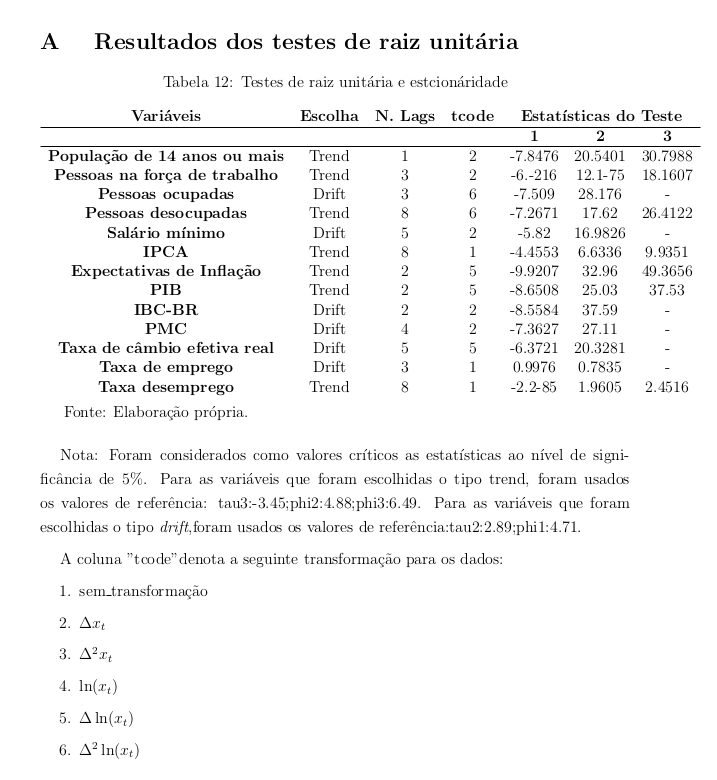 A Resultados dos testes de raiz unitária
Tabela 12: Testes de raiz unitária e estcionáridade
Variáveis Escolha N. Lags tcode Estatísticas do Teste
1 2 3
População de 14 anos ou mais Trend 1 2 -7.8476 20.5401 30.7988
Pessoas na força de trabalho Trend 3 2 -6.-216 12.1-75 18.1607
Pessoas ocupadas Drift 3 6 -7.509 28.176 -
Pessoas desocupadas Trend 8 6 -7.2671 17.62 26.4122
Salário mínimo Drift 5 2 -5.82 16.9826 -
IPCA Trend 8 1 -4.4553 6.6336 9.9351
Expectativas de Inflação Trend 2 5 -9.9207 32.96 49.3656
PIB Trend 2 5 -8.6508 25.03 37.53
IBC-BR Drift 2 2 -8.5584 37.59 -
PMC Drift 4 2 -7.3627 27.11 -
Taxa de câmbio efetiva real Drift 5 5 -6.3721 20.3281 -
Taxa de emprego Drift 3 1 0.9976 0.7835 -
Taxa desemprego Trend 8 1 -2.2-85 1.9605 2.4516
Fonte: Elaboração própria.
Nota: Foram considerados como valores críticos as estatísticas ao nível de signi-
ficância de 5%. Para as variáveis que foram escolhidas o tipo trend, foram usados
os valores de referência: tau3:-3.45;phi2:4.88;phi3:6.49. Para as variáveis que foram
escolhidas o tipo drift,foram usados os valores de referência:tau2:2.89;phi1:4.71.
A coluna ”tcode”denota a seguinte transformação para os dados:
1. sem_transformação
2. Δxₜ
3. Δ²xₜ
4. ln(xₜ)
5. Δ ln(xₜ)
6. Δ² ln(xₜ)